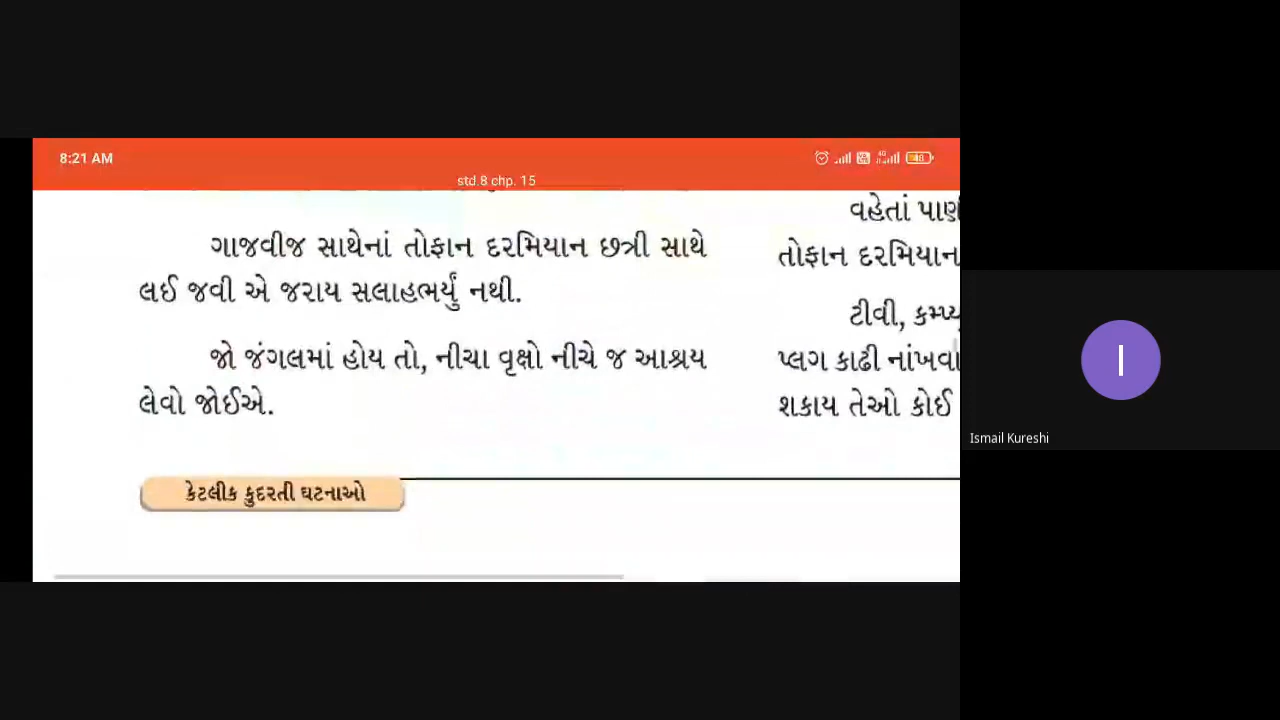 8:21 AM
48
std.8 chp. 15
ગાજવીજ સાથેનાં તોફાન દરમિયાન છત્રી સાથે
લઈ જવી એ જરાય સલાહભર્યું નથી.
જો જંગલમાં હોય તો, નીચા વૃક્ષો નીચે જ આશ્રય
લેવો જોઈએ.
વહેતાં
તોફાન દરમિયાન
ટીવી,
પ્લગ કાઢી
શકાય તેઓ કોઈ
કેટલીક કુદરતી ઘટનાઓ
I
Ismail Kureshi